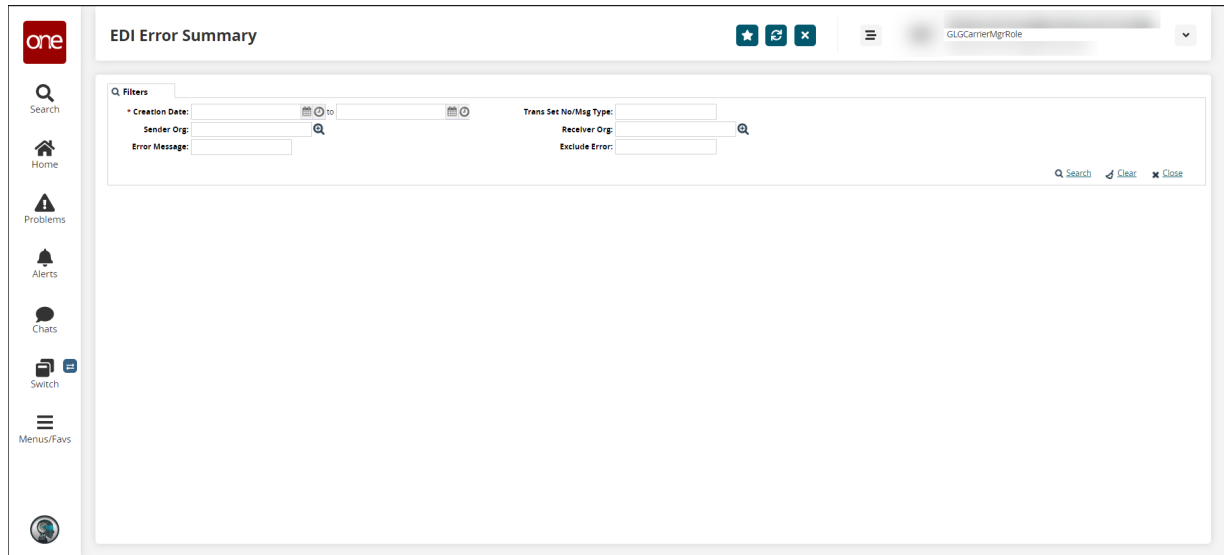 one
EDI Error Summary
GLGCarrierMgrRole
Search
Home
Problems
Alerts
Chats
Switch
Menus/Favs
Filters
* Creation Date: to Trans Set No/Msg Type:
Sender Org: Receiver Org:
Error Message: Exclude Error:
Search Clear Close